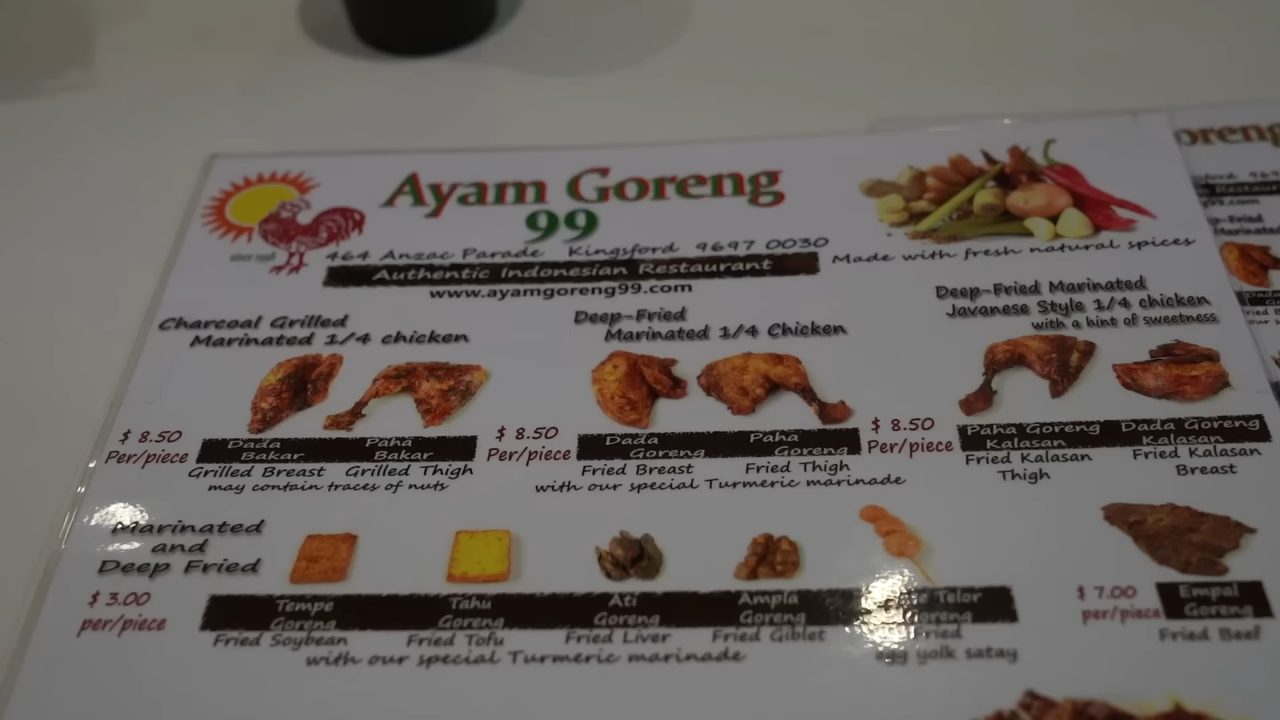 Ayam Goreng
99
since 1998
464 Anzac Parade Kingsford 9697 0030
Authentic Indonesian Restaurant
www.ayamgoreng99.com
Made with fresh natural spices
Charcoal Grilled
Marinated 1/4 chicken
$ 8.50
Per/piece
Dada
Bakar
Paha
Bakar
Grilled Breast
Grilled Thigh
may contain traces of nuts
Deep-Fried
Marinated 1/4 Chicken
$ 8.50
Per/piece
Dada
Goreng
Paha
Goreng
Fried Breast
Fried Thigh
with our special Turmeric marinade
Deep-Fried Marinated
Javanese Style 1/4 chicken
with a hint of sweetness
$ 8.50
Per/piece
Paha Goreng
Kalasan
Dada Goreng
Kalasan
Fried Kalasan
Thigh
Fried Kalasan
Breast
Marinated
and
Deep Fried
$ 3.00
per/piece
Tempe
Goreng
Fried Soybean
Tahu
Goreng
Fried Tofu
Ati
Goreng
Fried Liver
Ampla
Goreng
Fried Giblet
Telor
Goreng
Fried
egg yolk satay
with our special Turmeric marinade
$ 7.00
per/piece
Empal
Goreng
Fried Beef
oreng